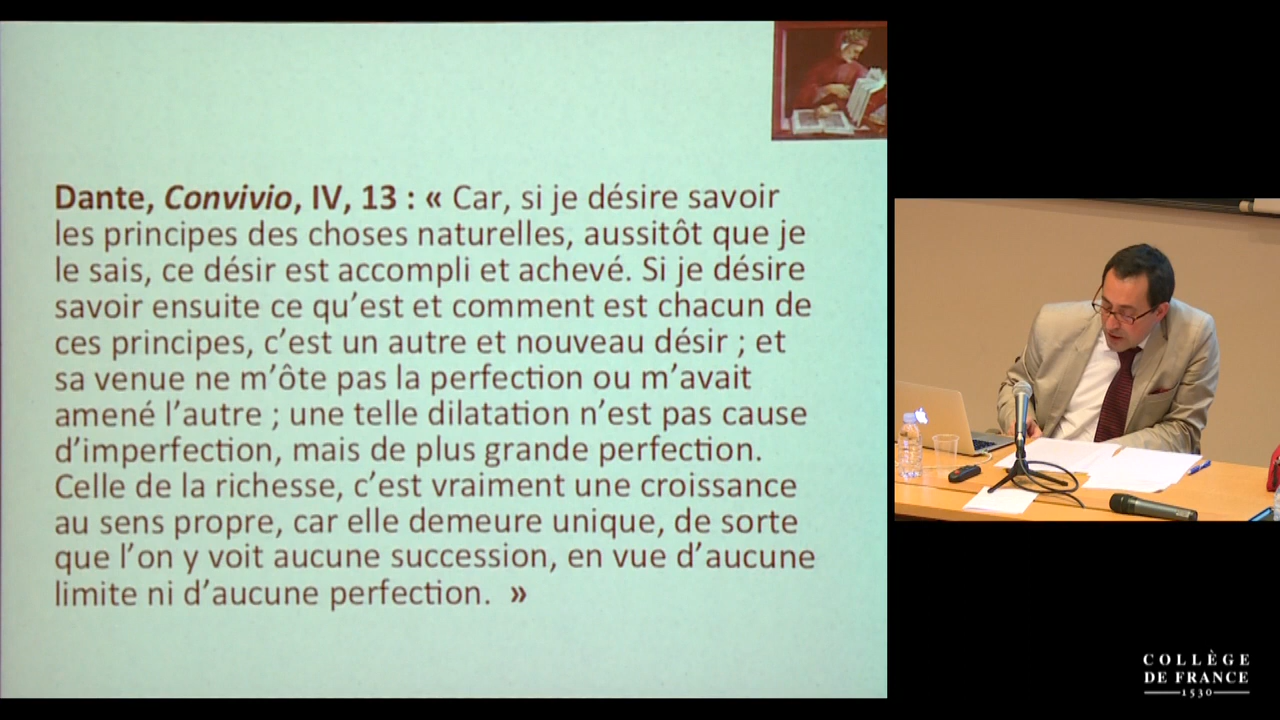 Dante, Convivio, IV, 13 : « Car, si je désire savoir
les principes des choses naturelles, aussitôt que je
le sais, ce désir est accompli et achevé. Si je désire
savoir ensuite ce qu’est et comment est chacun de
ces principes, c’est un autre et nouveau désir ; et
sa venue ne m’ôte pas la perfection ou m’avait
amené l’autre ; une telle dilatation n’est pas cause
d’imperfection, mais de plus grande perfection.
Celle de la richesse, c’est vraiment une croissance
au sens propre, car elle demeure unique, de sorte
que l’on y voit aucune succession, en vue d’aucune
limite ni d’aucune perfection. »
COLLÈGE
DE FRANCE
1530